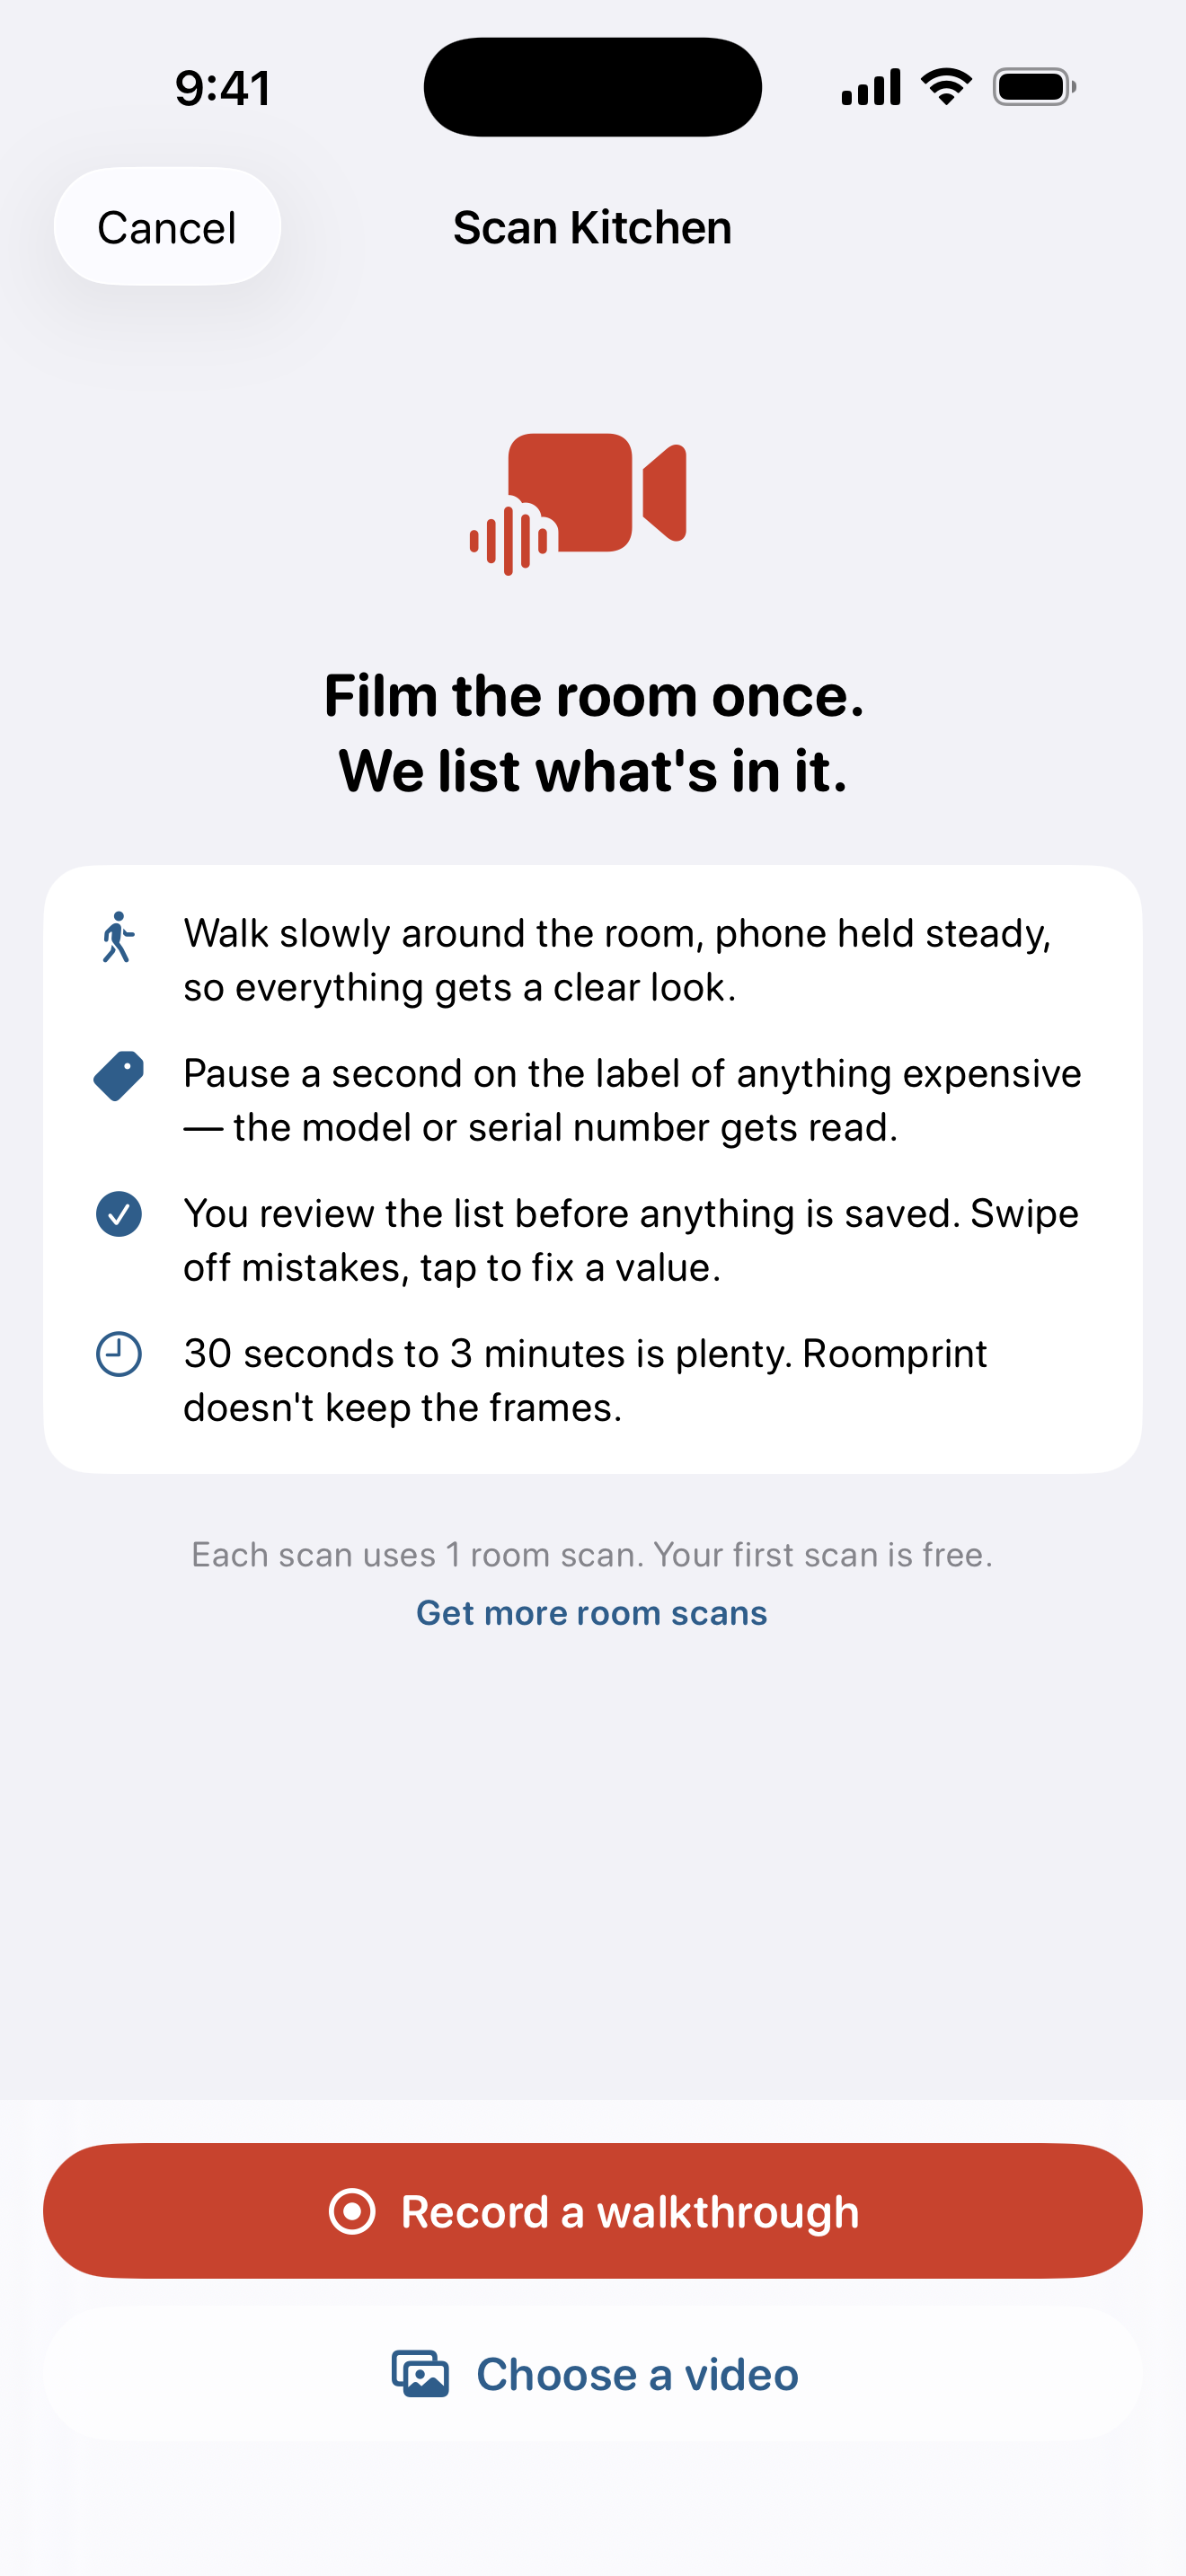 9:41
Cancel
Scan Kitchen
Film the room once.
We list what's in it.
Walk slowly around the room, phone held steady,
so everything gets a clear look.
Pause a second on the label of anything expensive
— the model or serial number gets read.
You review the list before anything is saved. Swipe
off mistakes, tap to fix a value.
30 seconds to 3 minutes is plenty. Roomprint
doesn't keep the frames.
Each scan uses 1 room scan. Your first scan is free.
Get more room scans
Record a walkthrough
Choose a video